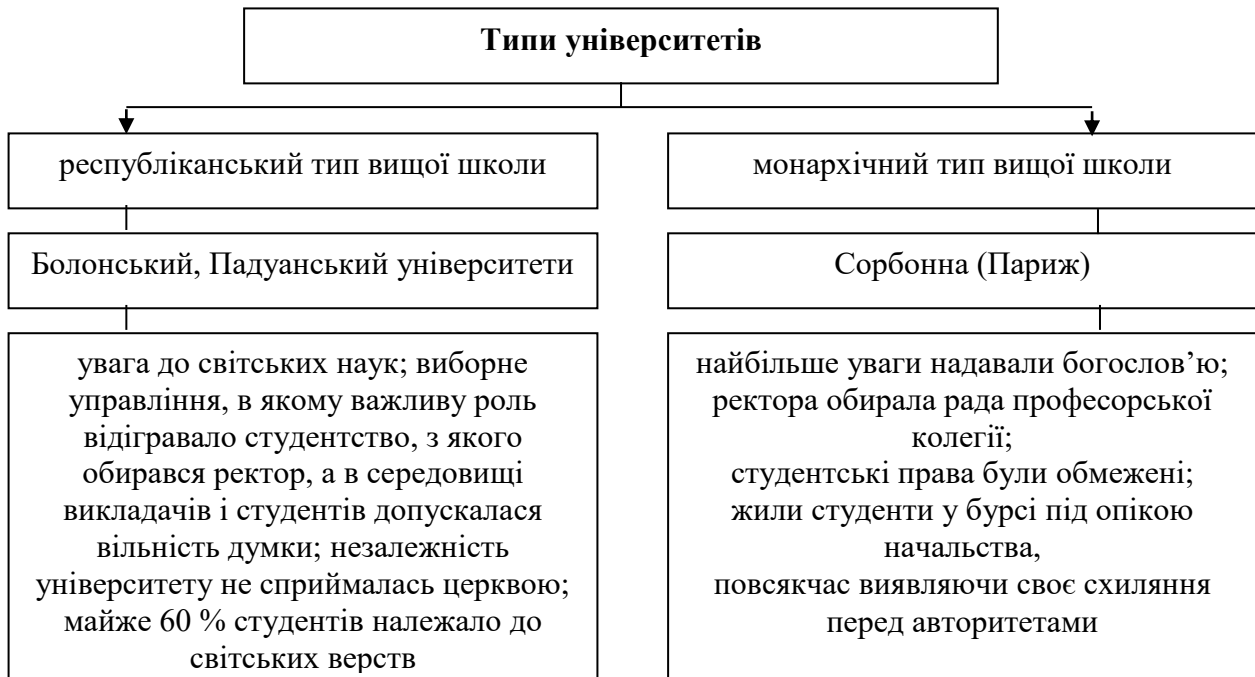 Типи університетів
республіканський тип вищої школи
монархічний тип вищої школи
Болонський, Падуанський університети
Сорбонна (Париж)
увага до світських наук; виборне
управління, в якому важливу роль
відігравало студентство, з якого
обирався ректор, а в середовищі
викладачів і студентів допускалася
вільність думки; незалежність
університету не сприймалась церквою;
майже 60 % студентів належало до
світських верств
найбільше уваги надавали богослов’ю;
ректора обирала рада професорської
колегії;
студентські права були обмежені;
жили студенти у бурсі під опікою
начальства,
повсякчас виявляючи своє схиляння
перед авторитетами